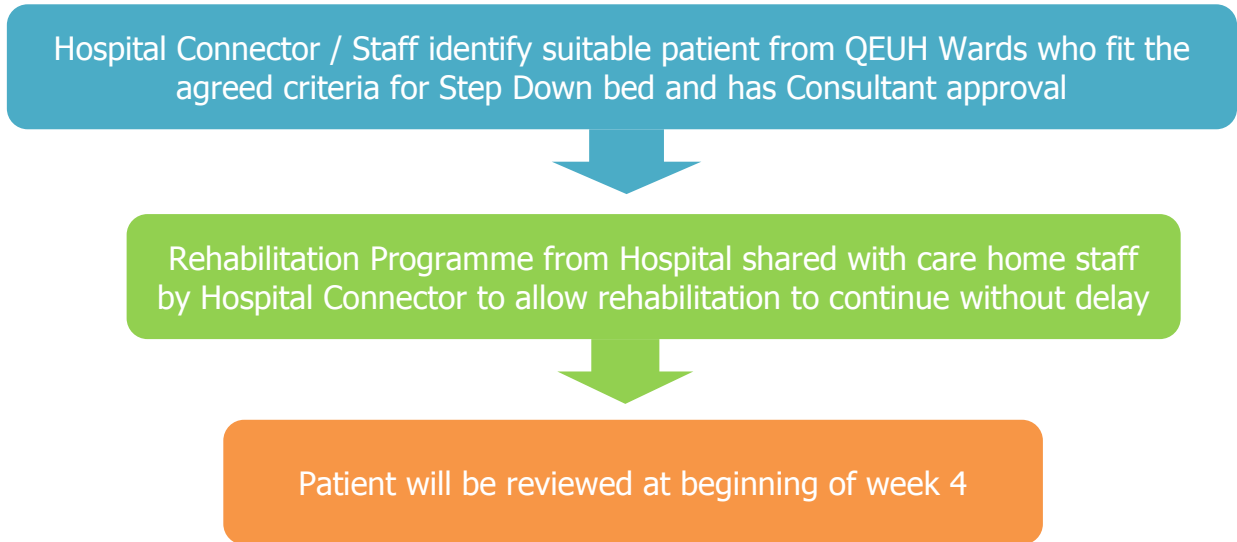 Hospital Connector / Staff identify suitable patient from QEUH Wards who fit the
agreed criteria for Step Down bed and has Consultant approval
Rehabilitation Programme from Hospital shared with care home staff
by Hospital Connector to allow rehabilitation to continue without delay
Patient will be reviewed at beginning of week 4